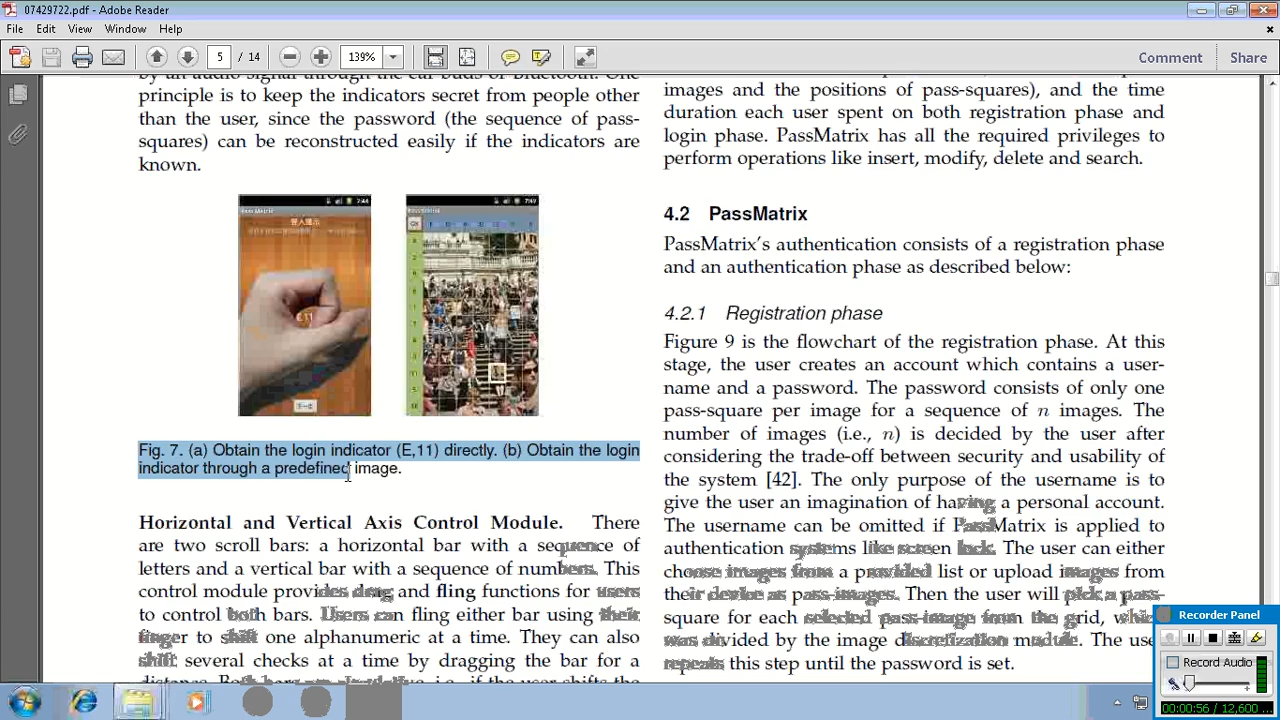 07429722.pdf - Adobe Reader
File Edit View Window Help
5 / 14 139% Comment Share
by an audio signal through the ear buds or Bluetooth. One
principle is to keep the indicators secret from people other
than the user, since the password (the sequence of pass-
squares) can be reconstructed easily if the indicators are
known.
7:44
7:49
E,11
Fig. 7. (a) Obtain the login indicator (E,11) directly. (b) Obtain the login
indicator through a predefined image.
Horizontal and Vertical Axis Control Module. There
are two scroll bars: a horizontal bar with a sequence of
letters and a vertical bar with a sequence of numbers. This
control module provides drag and fling functions for users
to control both bars. Users can fling either bar using their
finger to shift one alphanumeric at a time. They can also
shift several checks at a time by dragging the bar for a
images and the positions of pass-squares), and the time
duration each user spent on both registration phase and
login phase. PassMatrix has all the required privileges to
perform operations like insert, modify, delete and search.
4.2 PassMatrix
PassMatrix's authentication consists of a registration phase
and an authentication phase as described below:
4.2.1 Registration phase
Figure 9 is the flowchart of the registration phase. At this
stage, the user creates an account which contains a user-
name and a password. The password consists of only one
pass-square per image for a sequence of n images. The
number of images (i.e., n) is decided by the user after
considering the trade-off between security and usability of
the system [42]. The only purpose of the username is to
give the user an imagination of having a personal account.
The username can be omitted if PassMatrix is applied to
authentication systems like screen lock. The user can either
choose images from a provided list or upload images from
their device as pass-images. Then the user will pick a pass-
square for each selected pass-image from the grid, which
was divided by the image discretization module. The user
repeats this step until the password is set.
Recorder Panel
Record Audio
00:00:56 / 12,600 ...